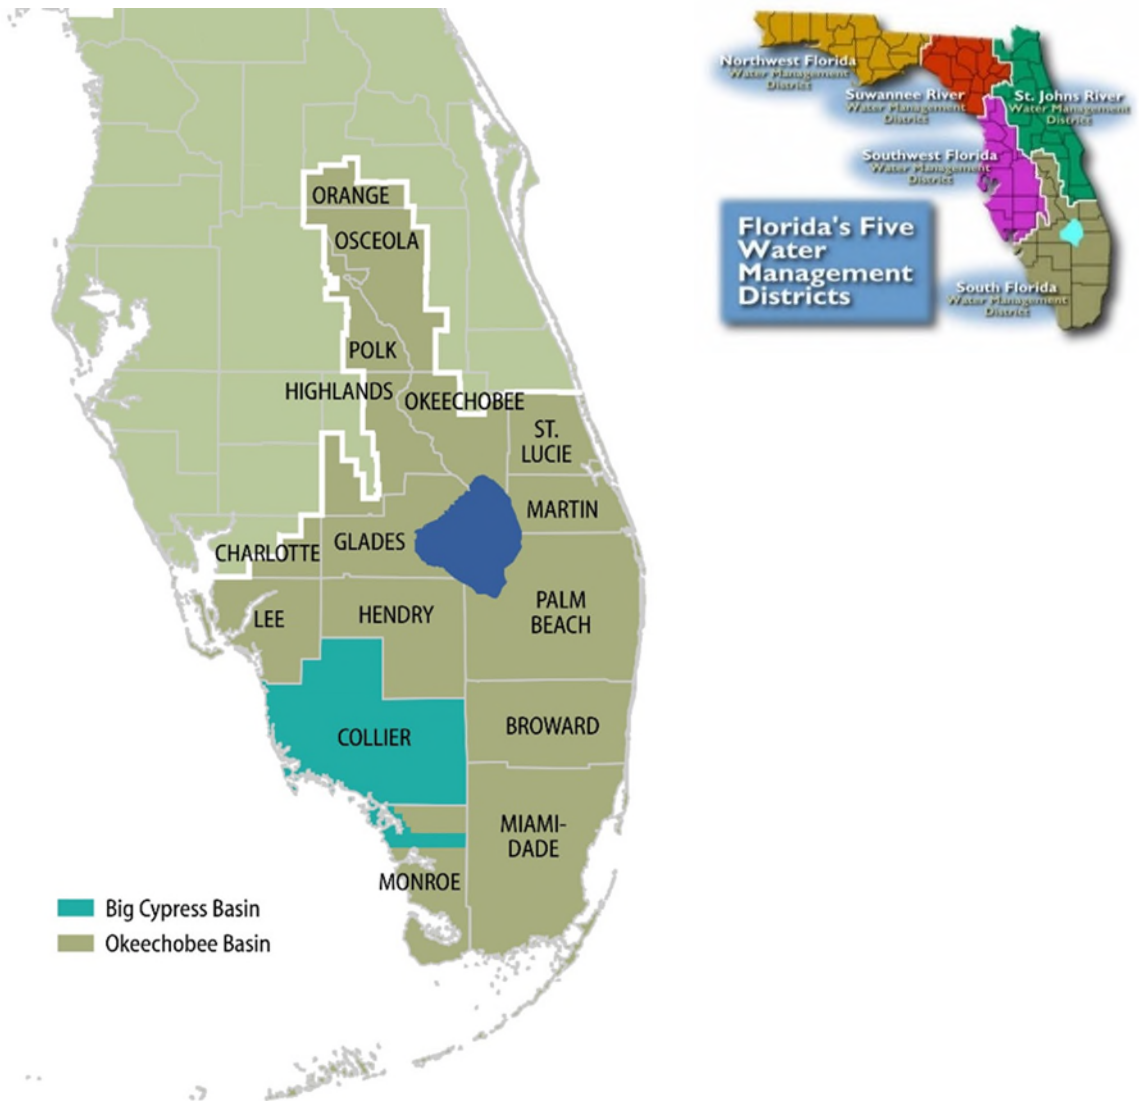 Northwest Florida
Water Management
District
Suwannee River
Water Management
District
St. Johns River
Water Management
District
Southwest Florida
Water Management
District
Florida's Five
Water
Management
Districts
South Florida
Water Management
District
ORANGE
OSCEOLA
POLK
HIGHLANDS
OKEECHOBEE
ST.
LUCIE
MARTIN
CHARLOTTE
GLADES
LEE
HENDRY
PALM
BEACH
COLLIER
BROWARD
MIAMI-
DADE
MONROE
Big Cypress Basin
Okeechobee Basin